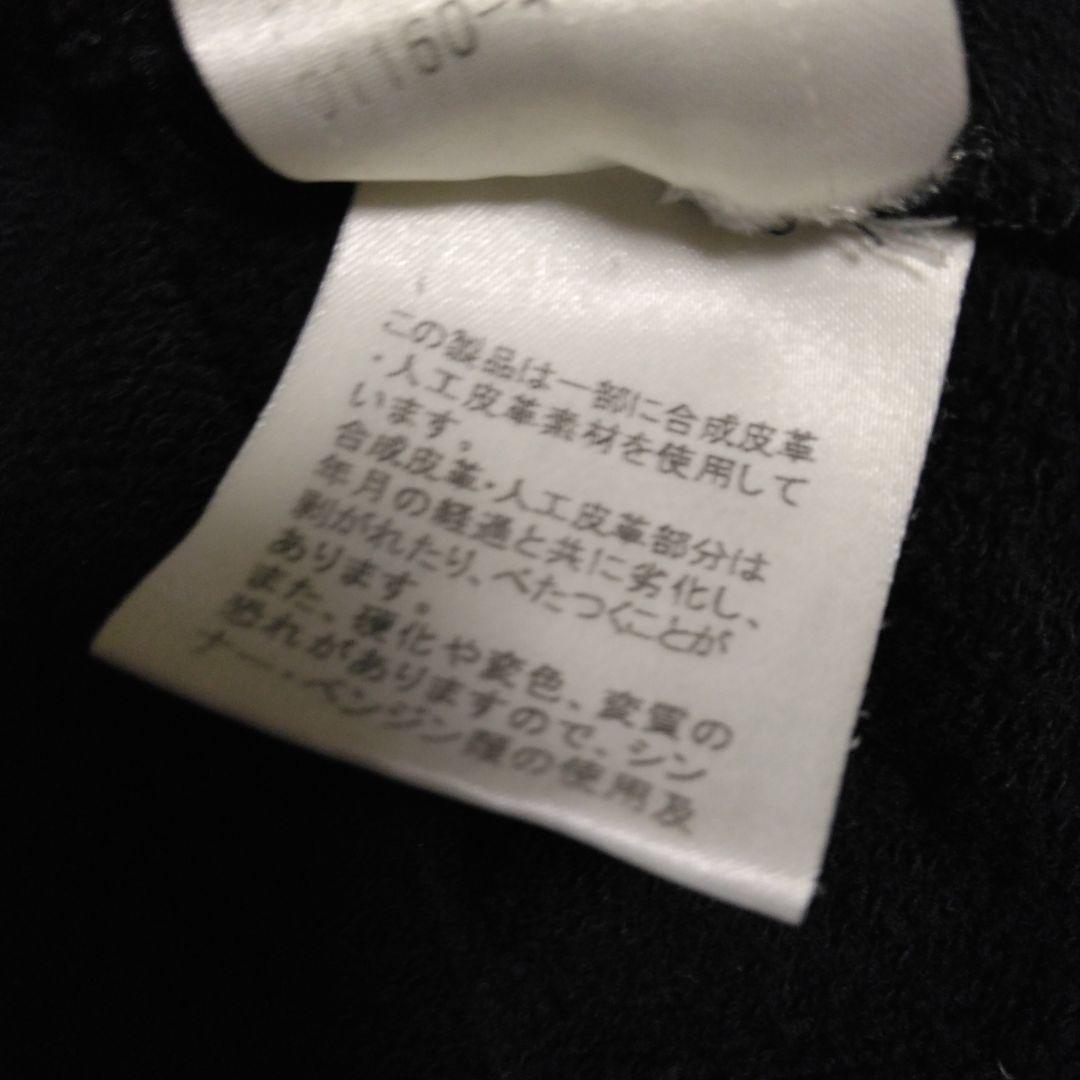 この製品は一部に合成皮革
・人工皮革素材を使用して
います。
合成皮革・人工皮革部分は
年月の経過と共に劣化し、
剥がれたり、べたつくことが
あります。
また、硬化や変色、変質の
恐れがありますので、シン
ナー・ベンジン類の使用及